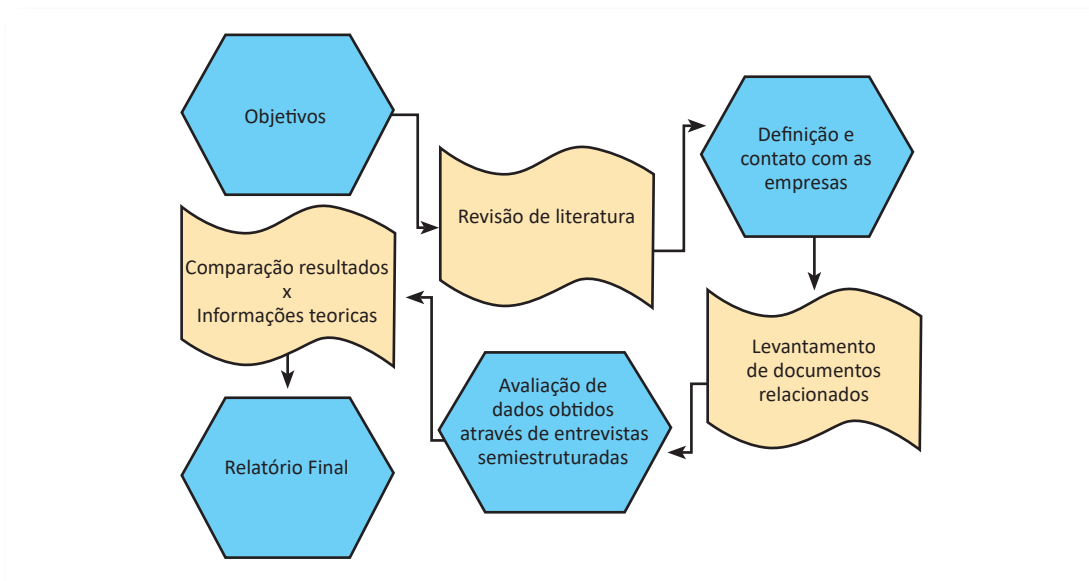 Objetivos
Revisão de literatura
Definição e
contato com as
empresas
Levantamento
de documentos
relacionados
Avaliação de
dados obtidos
através de entrevistas
semiestruturadas
Comparação resultados
x
Informações teoricas
Relatório Final